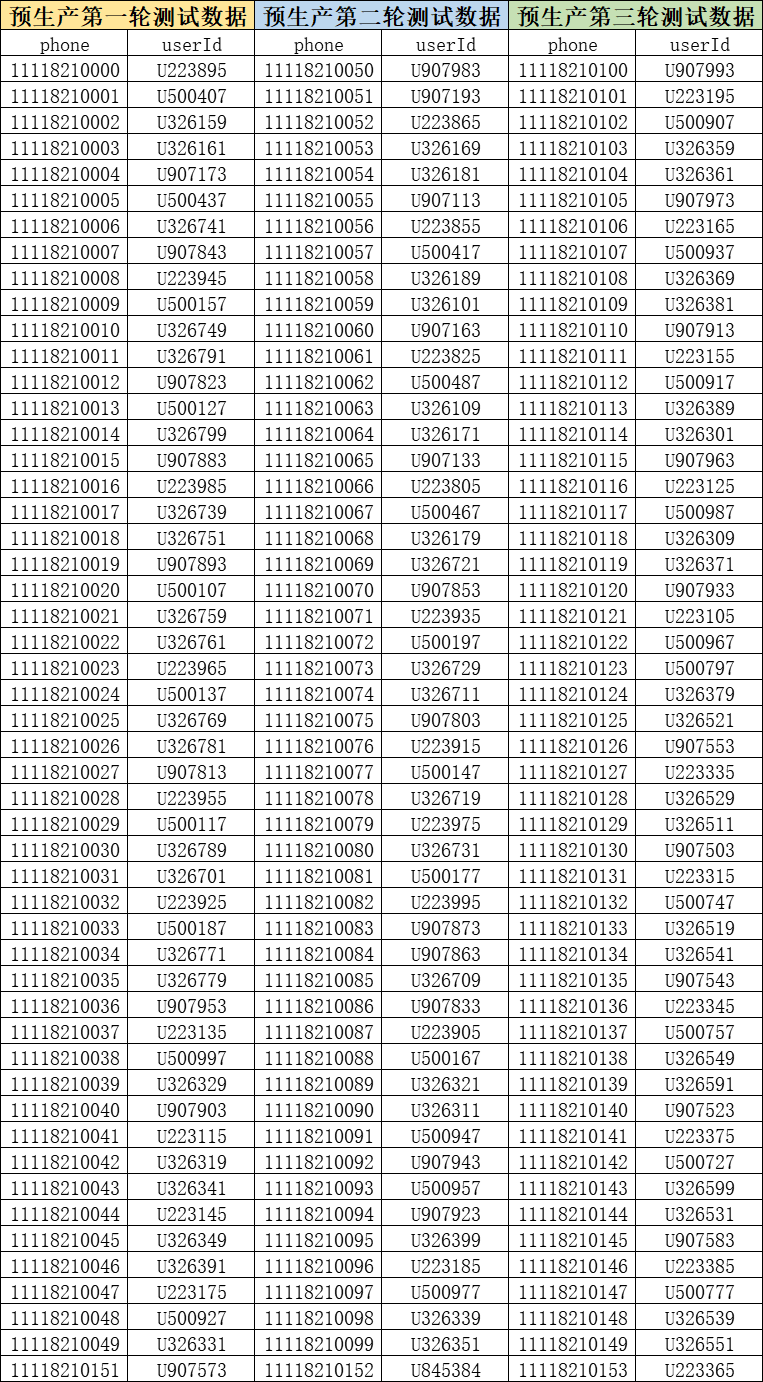 预生产第一轮测试数据 预生产第二轮测试数据 预生产第三轮测试数据
phone userId phone userId phone userId
11118210000 U223895 11118210050 U907983 11118210100 U907993
11118210001 U500407 11118210051 U907193 11118210101 U223195
11118210002 U326159 11118210052 U223865 11118210102 U500907
11118210003 U326161 11118210053 U326169 11118210103 U326359
11118210004 U907173 11118210054 U326181 11118210104 U326361
11118210005 U500437 11118210055 U907113 11118210105 U907973
11118210006 U326741 11118210056 U223855 11118210106 U223165
11118210007 U907843 11118210057 U500417 11118210107 U500937
11118210008 U223945 11118210058 U326189 11118210108 U326369
11118210009 U500157 11118210059 U326101 11118210109 U326381
11118210010 U326749 11118210060 U907163 11118210110 U907913
11118210011 U326791 11118210061 U223825 11118210111 U223155
11118210012 U907823 11118210062 U500487 11118210112 U500917
11118210013 U500127 11118210063 U326109 11118210113 U326389
11118210014 U326799 11118210064 U326171 11118210114 U326301
11118210015 U907883 11118210065 U907133 11118210115 U907963
11118210016 U223985 11118210066 U223805 11118210116 U223125
11118210017 U326739 11118210067 U500467 11118210117 U500987
11118210018 U326751 11118210068 U326179 11118210118 U326309
11118210019 U907893 11118210069 U326721 11118210119 U326371
11118210020 U500107 11118210070 U907853 11118210120 U907933
11118210021 U326759 11118210071 U223935 11118210121 U223105
11118210022 U326761 11118210072 U500197 11118210122 U500967
11118210023 U223965 11118210073 U326729 11118210123 U500797
11118210024 U500137 11118210074 U326711 11118210124 U326379
11118210025 U326769 11118210075 U907803 11118210125 U326521
11118210026 U326781 11118210076 U223915 11118210126 U907553
11118210027 U907813 11118210077 U500147 11118210127 U223335
11118210028 U223955 11118210078 U326719 11118210128 U326529
11118210029 U500117 11118210079 U223975 11118210129 U326511
11118210030 U326789 11118210080 U326731 11118210130 U907503
11118210031 U326701 11118210081 U500177 11118210131 U223315
11118210032 U223925 11118210082 U223995 11118210132 U500747
11118210033 U500187 11118210083 U907873 11118210133 U326519
11118210034 U326771 11118210084 U907863 11118210134 U326541
11118210035 U326779 11118210085 U326709 11118210135 U907543
11118210036 U907953 11118210086 U907833 11118210136 U223345
11118210037 U223135 11118210087 U223905 11118210137 U500757
11118210038 U500997 11118210088 U500167 11118210138 U326549
11118210039 U326329 11118210089 U326321 11118210139 U326591
11118210040 U907903 11118210090 U326311 11118210140 U907523
11118210041 U223115 11118210091 U500947 11118210141 U223375
11118210042 U326319 11118210092 U907943 11118210142 U500727
11118210043 U326341 11118210093 U500957 11118210143 U326599
11118210044 U223145 11118210094 U907923 11118210144 U326531
11118210045 U326349 11118210095 U326399 11118210145 U907583
11118210046 U326391 11118210096 U223185 11118210146 U223385
11118210047 U223175 11118210097 U500977 11118210147 U500777
11118210048 U500927 11118210098 U326339 11118210148 U326539
11118210049 U326331 11118210099 U326351 11118210149 U326551
11118210151 U907573 11118210152 U845384 11118210153 U223365